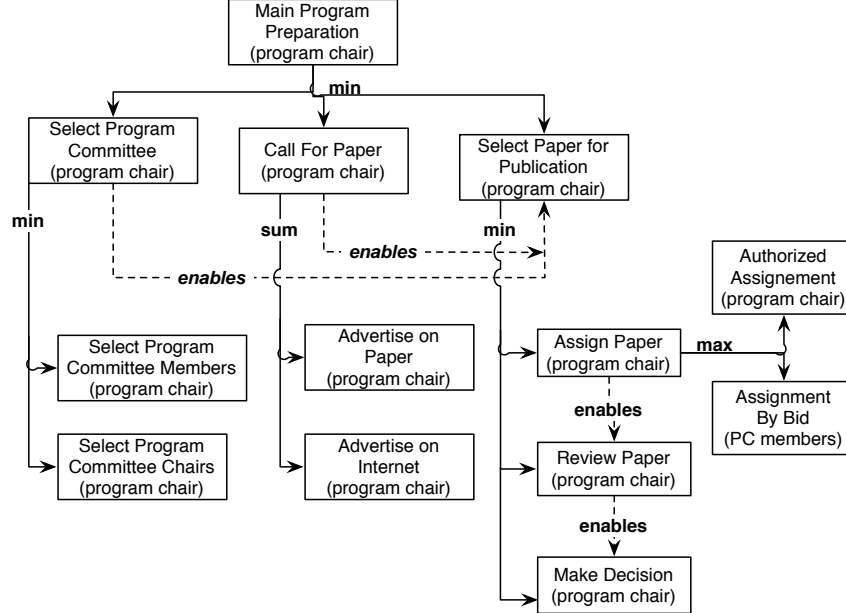 Main Program
Preparation
(program chair)
min
Select Program
Committee
(program chair)
Call For Paper
(program chair)
Select Paper for
Publication
(program chair)
min
sum
min
enables
enables
Authorized
Assignement
(program chair)
Select Program
Committee Members
(program chair)
Advertise on
Paper
(program chair)
Assign Paper
(program chair)
max
Assignment
By Bid
(PC members)
enables
Select Program
Committee Chairs
(program chair)
Advertise on
Internet
(program chair)
Review Paper
(program chair)
enables
Make Decision
(program chair)